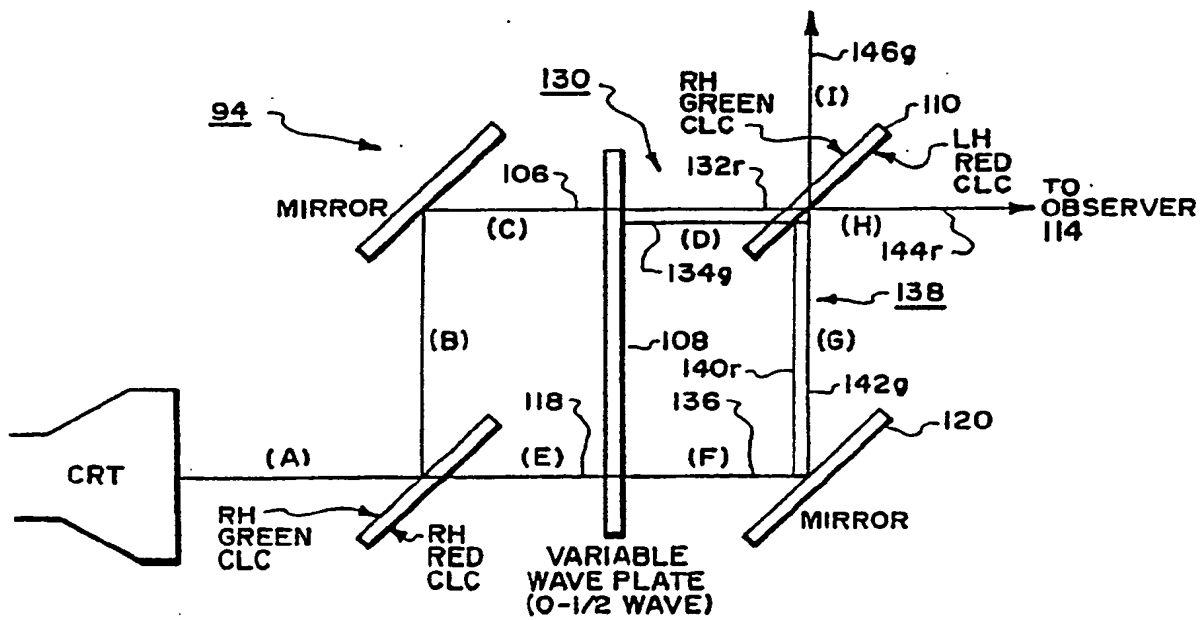 146g
130
RH
GREEN
CLC
(I)
110
94
LH
RED
CLC
106
132r
TO
OBSERVER
114
MIRROR
(C)
(D)
(H)
134g
144r
138
(B)
108
(G)
140r
142g
118
136
120
CRT
(A)
(E)
(F)
RH
GREEN
CLC
RH
RED
CLC
MIRROR
VARIABLE
WAVE PLATE
(0-1/2 WAVE)